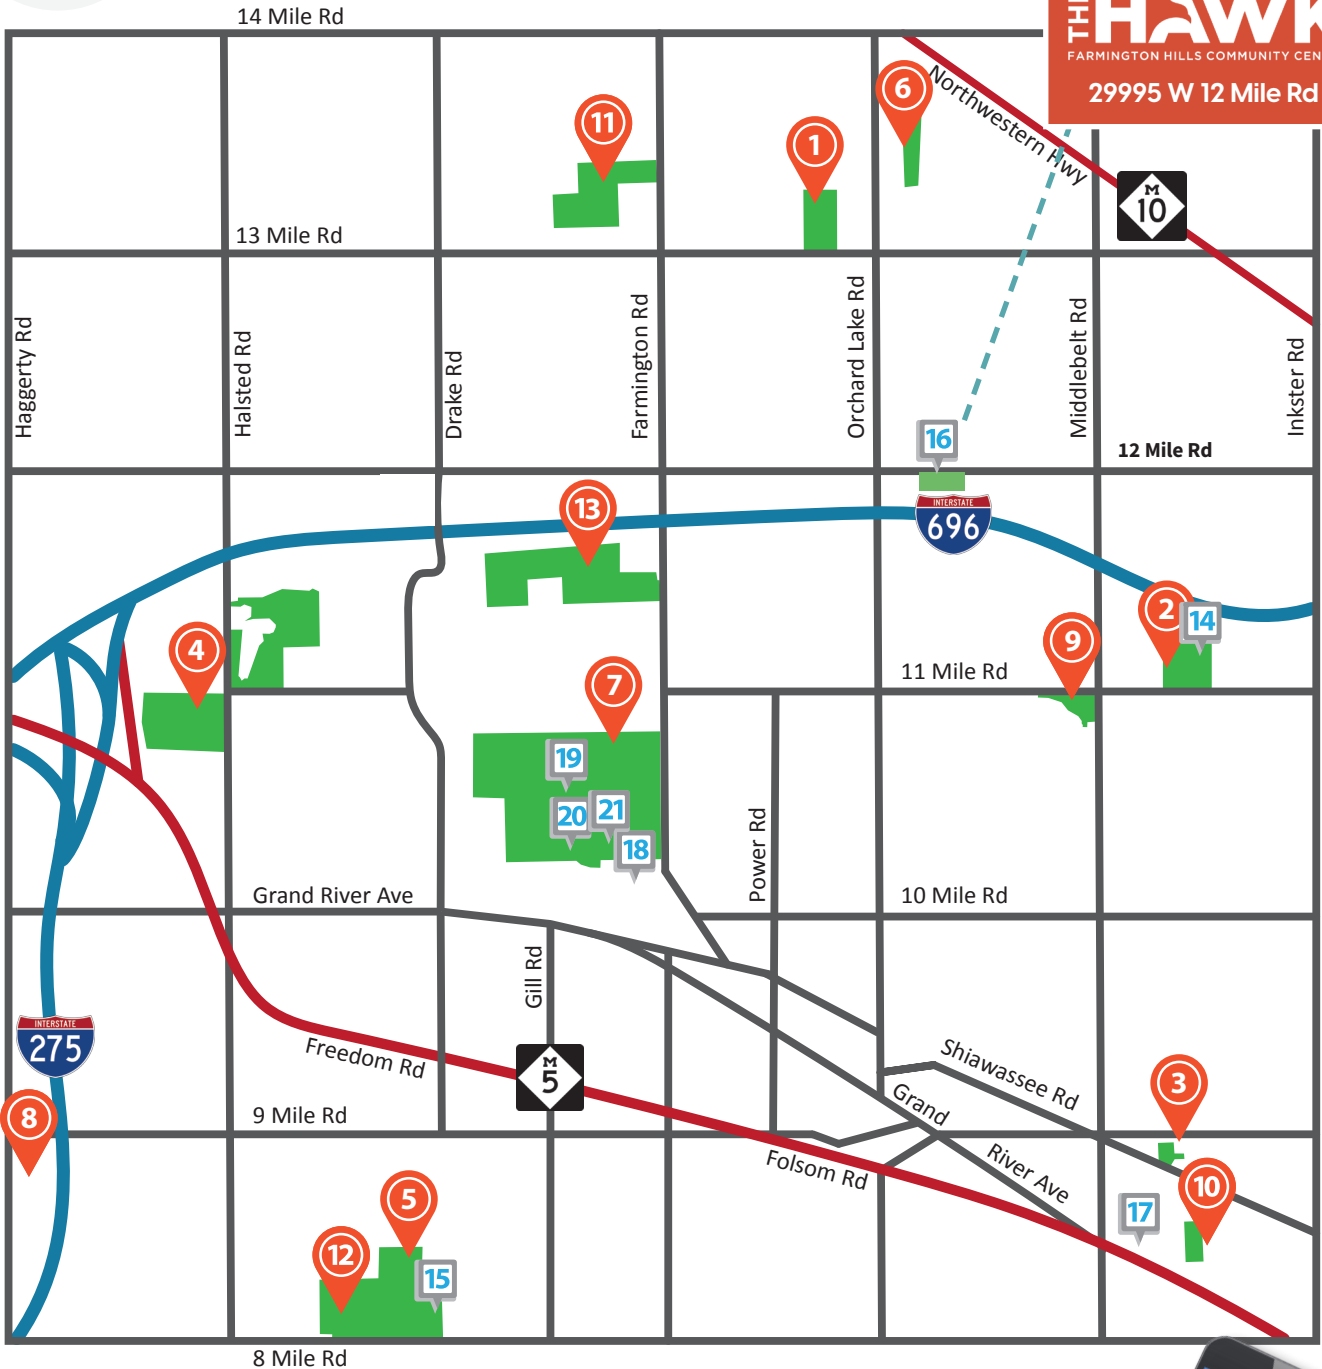 14 Mile Rd
THE
HAWK
FARMINGTON HILLS COMMUNITY CEN
29995 W 12 Mile Rd
6
Northwestern Hwy
11
1
M
10
13 Mile Rd
Haggerty Rd
Halsted Rd
Drake Rd
Farmington Rd
Orchard Lake Rd
Middlebelt Rd
Inkster Rd
16
12 Mile Rd
13
INTERSTATE
696
2
14
4
9
11 Mile Rd
7
19
20
21
18
Power Rd
Grand River Ave
10 Mile Rd
Gill Rd
INTERSTATE
275
Freedom Rd
M
5
Shiawassee Rd
3
8
9 Mile Rd
Grand
River Ave
Folsom Rd
10
17
5
12
15
8 Mile Rd